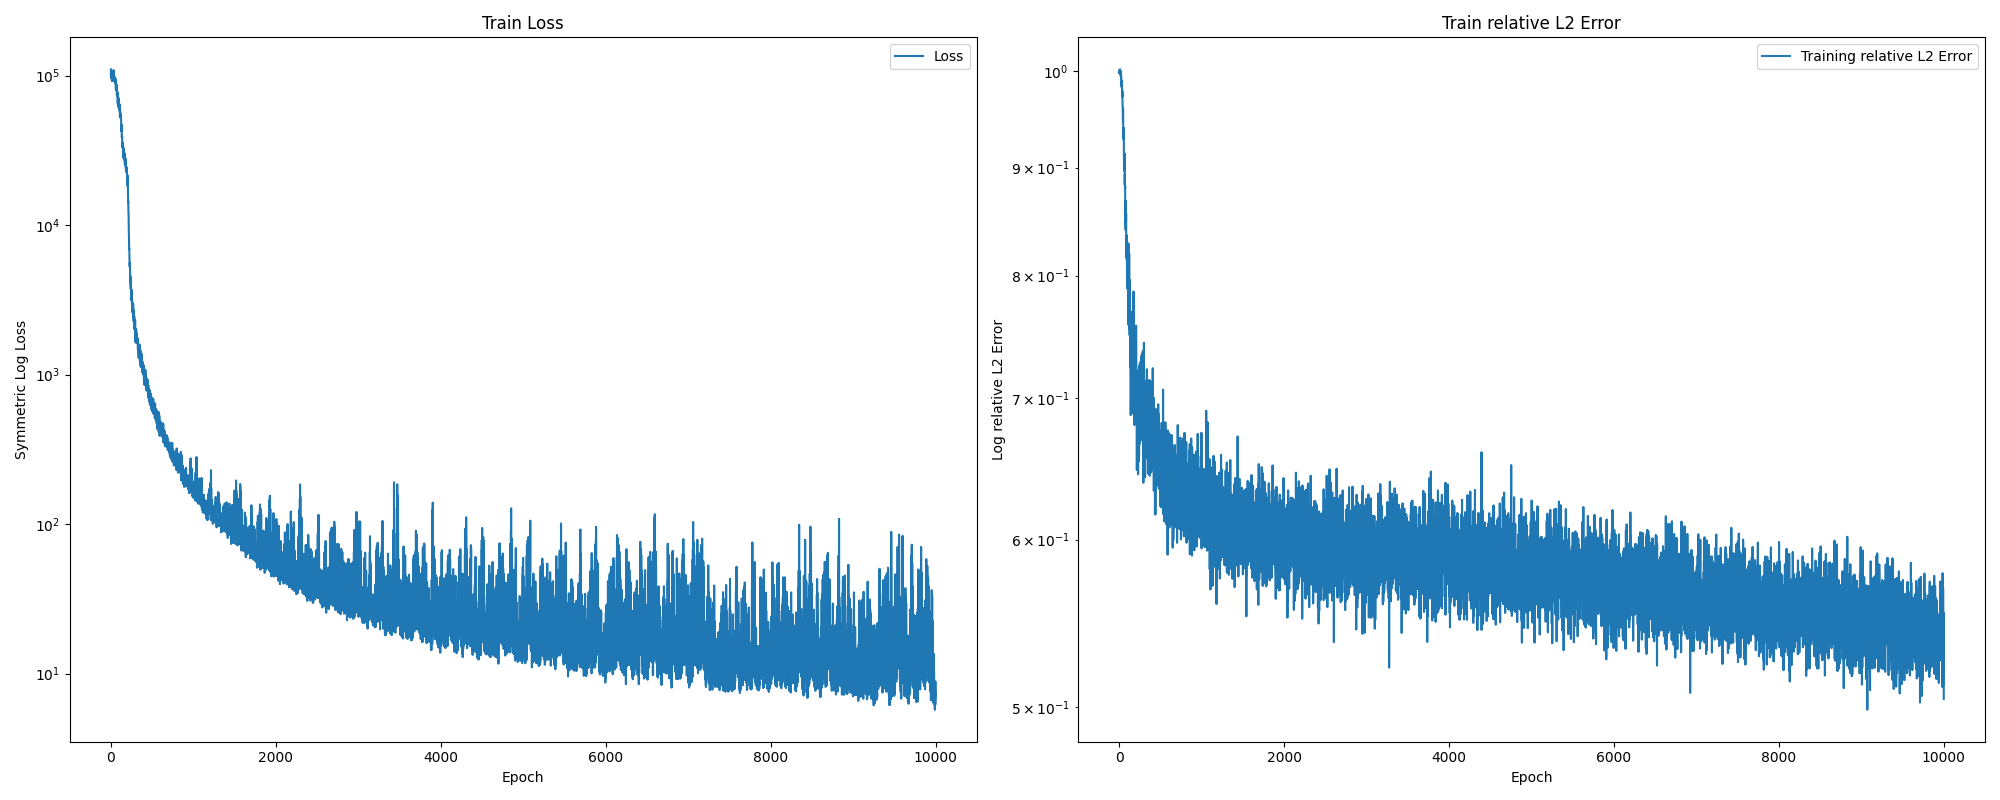 Train Loss
Loss
10^5
10^4
10^3
10^2
10^1
Symmetric Log Loss
0
2000
4000
6000
8000
10000
Epoch
Train relative L2 Error
Training relative L2 Error
10^0
9 × 10^-1
8 × 10^-1
7 × 10^-1
6 × 10^-1
5 × 10^-1
Log relative L2 Error
0
2000
4000
6000
8000
10000
Epoch